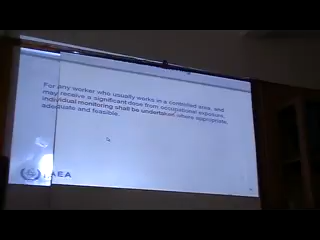 For any worker who usually works in a controlled area, and
may receive a significant dose from occupational exposure,
individual monitoring shall be undertaken where appropriate,
adequate and feasible.
IAEA